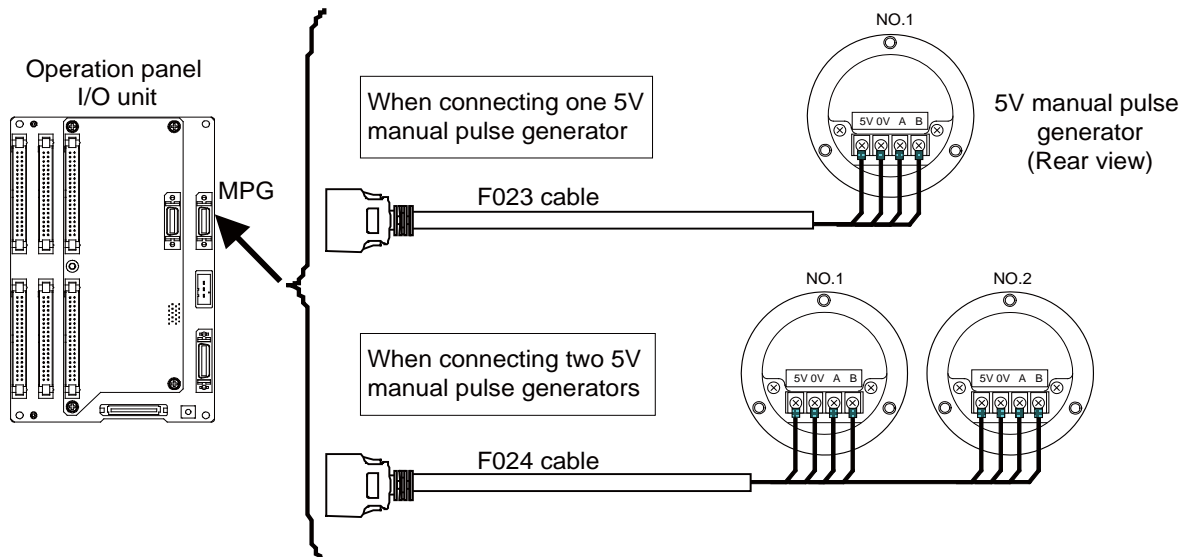 Operation panel
I/O unit
MPG
When connecting one 5V
manual pulse generator
F023 cable
NO.1
5V 0V A B
5V manual pulse
generator
(Rear view)
When connecting two 5V
manual pulse generators
F024 cable
NO.1
5V 0V A B
NO.2
5V 0V A B